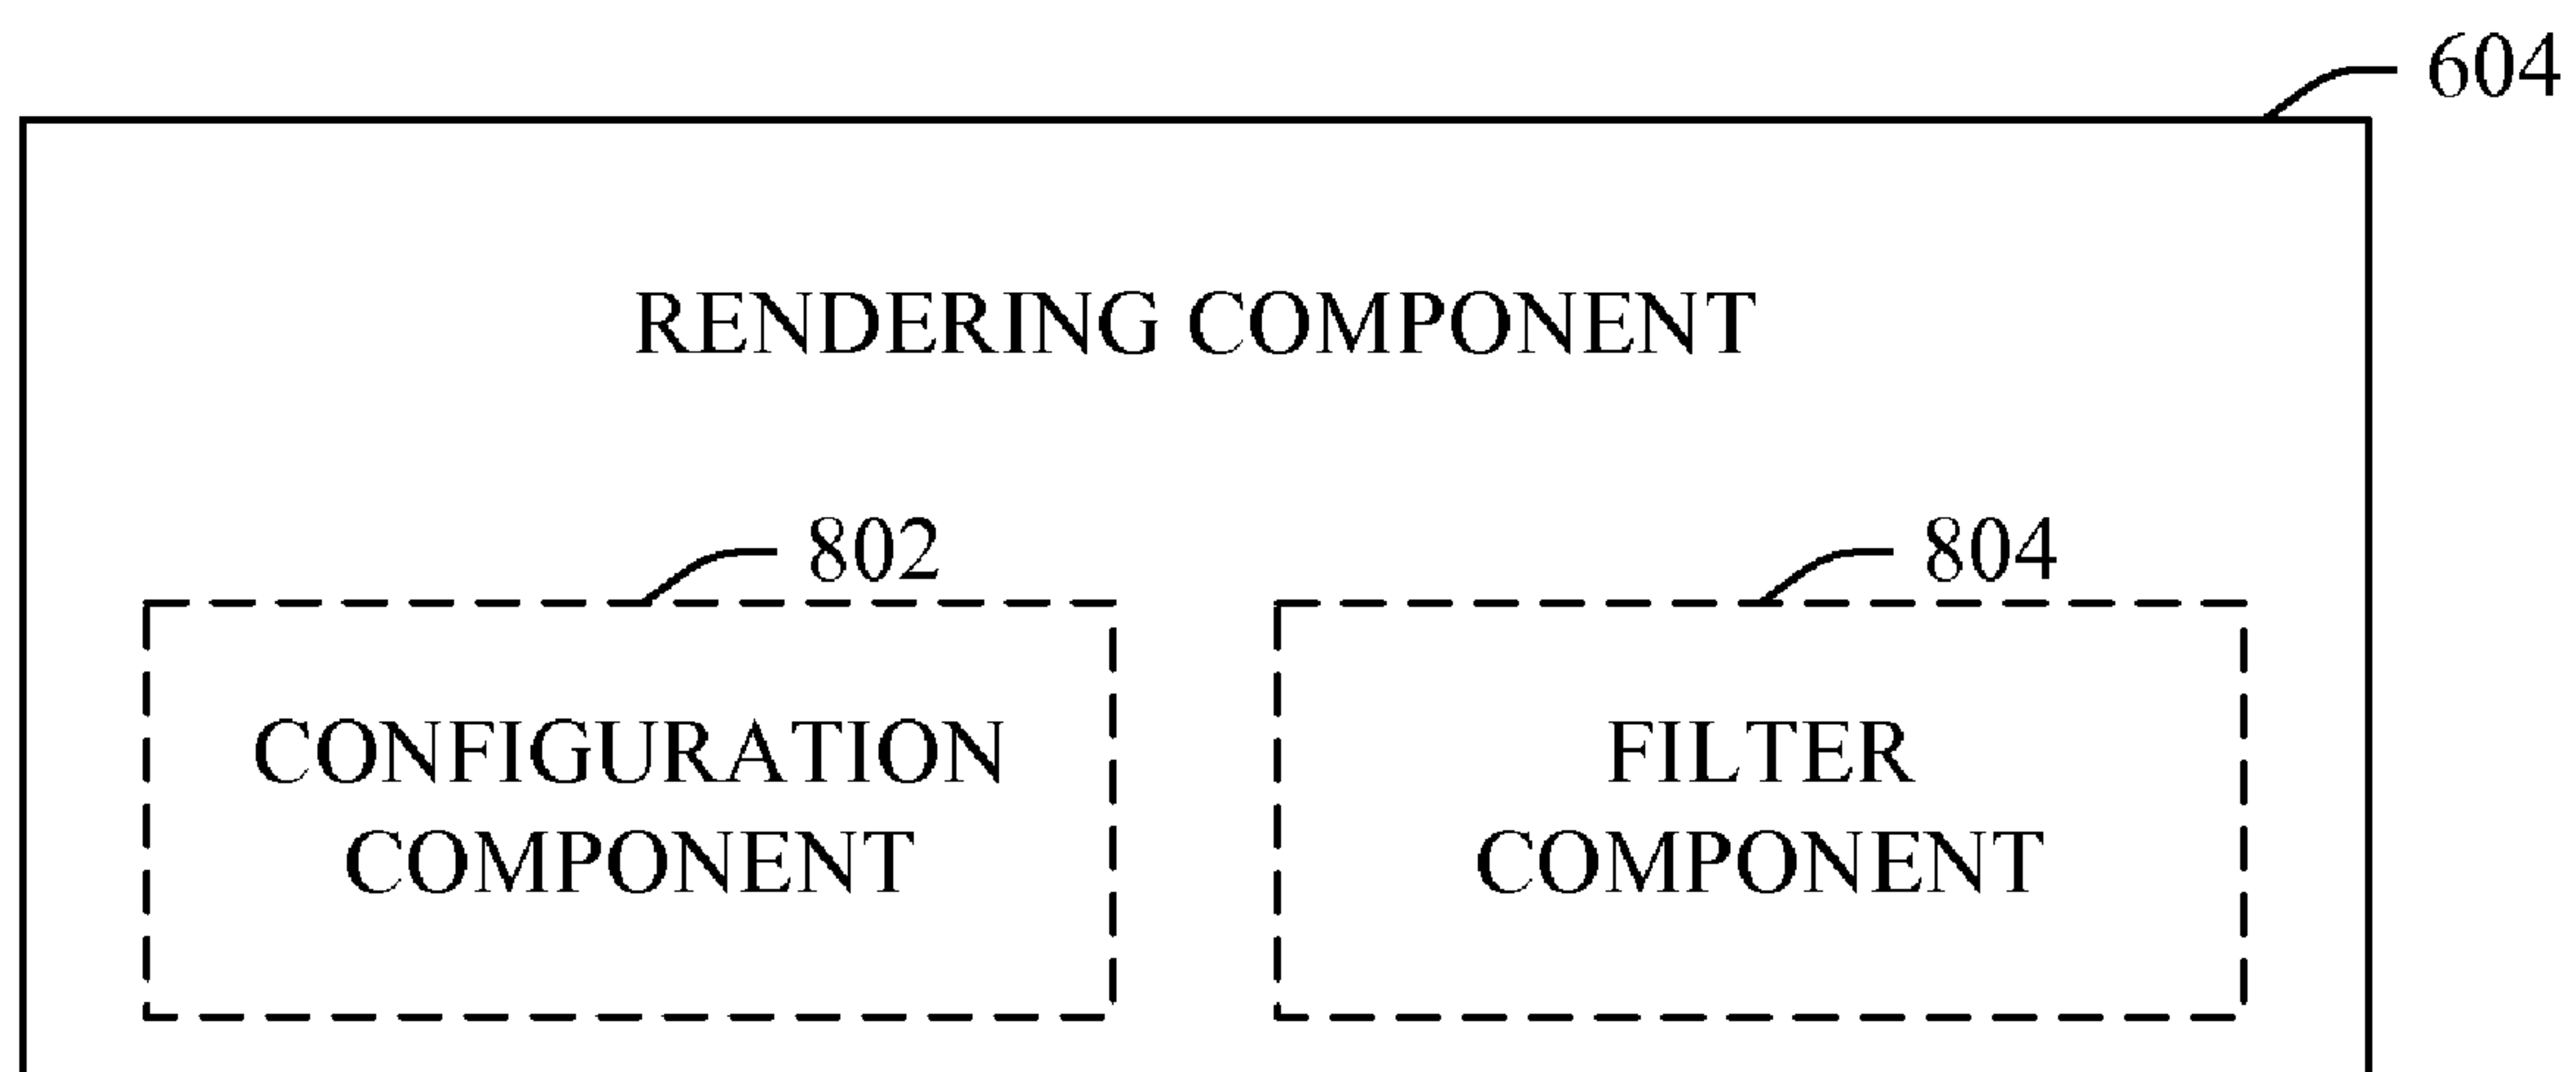 604
RENDERING COMPONENT
802
804
CONFIGURATION
COMPONENT
FILTER
COMPONENT